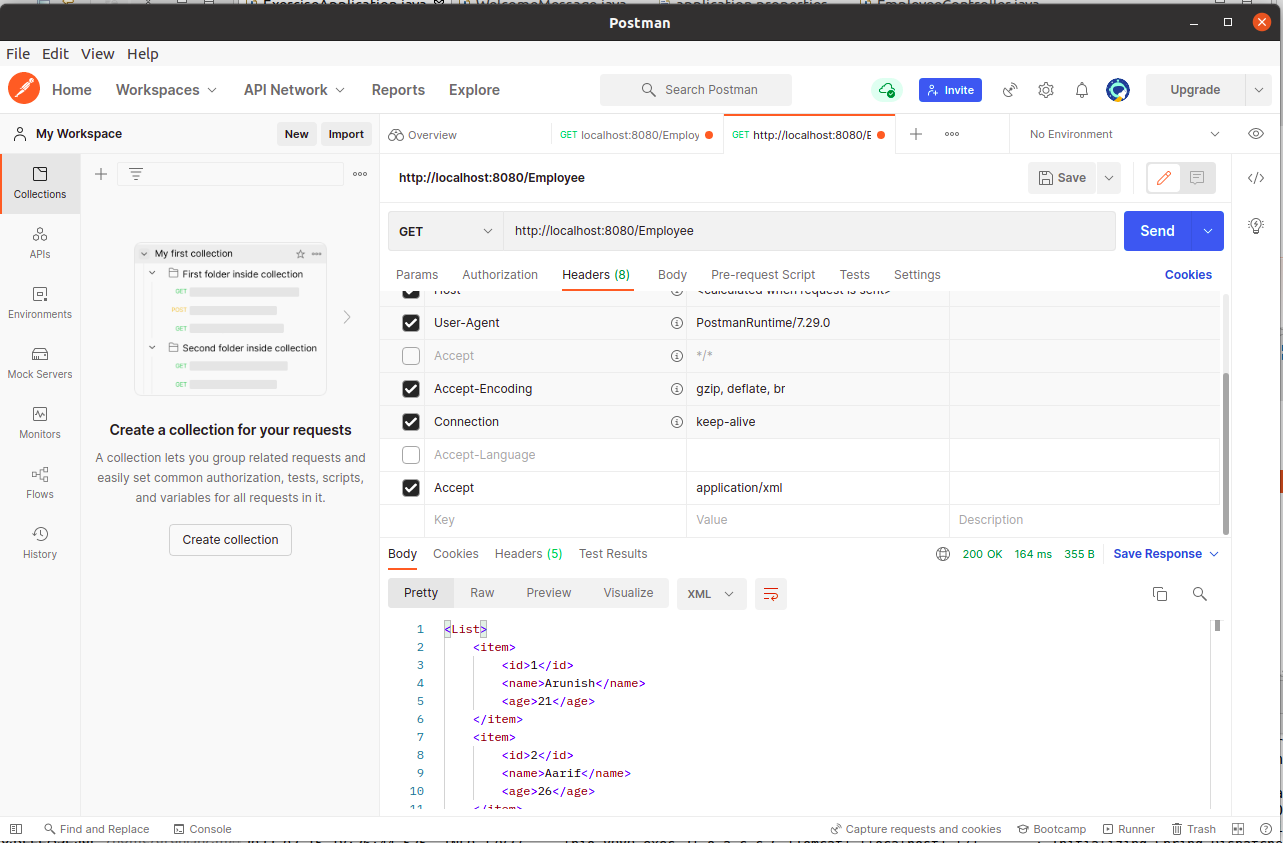 ExerciseApplication.java WelcomeMessage.java application.properties EmployeeController.java
Postman
File Edit View Help
Home Workspaces API Network Reports Explore Search Postman Invite Upgrade
My Workspace New Import Overview GET localhost:8080/Employ GET http://localhost:8080/E No Environment
http://localhost:8080/Employee Save
GET http://localhost:8080/Employee Send
Params Authorization Headers (8) Body Pre-request Script Tests Settings Cookies
Host <calculated when request is sent>
User-Agent PostmanRuntime/7.29.0
Accept */*
Accept-Encoding gzip, deflate, br
Connection keep-alive
Accept-Language
Accept application/xml
Key Value Description
Collections
APIs
Environments
Mock Servers
Monitors
Flows
History
My first collection
First folder inside collection
GET
POST
GET
Second folder inside collection
GET
GET
Create a collection for your requests
A collection lets you group related requests and
easily set common authorization, tests, scripts,
and variables for all requests in it.
Create collection
Body Cookies Headers (5) Test Results 200 OK 164 ms 355 B Save Response
Pretty Raw Preview Visualize XML
1 <List>
2 <item>
3 <id>1</id>
4 <name>Arunish</name>
5 <age>21</age>
6 </item>
7 <item>
8 <id>2</id>
9 <name>Aarif</name>
10 <age>26</age>
11 </item>
Find and Replace Console Capture requests and cookies Bootcamp Runner Trash